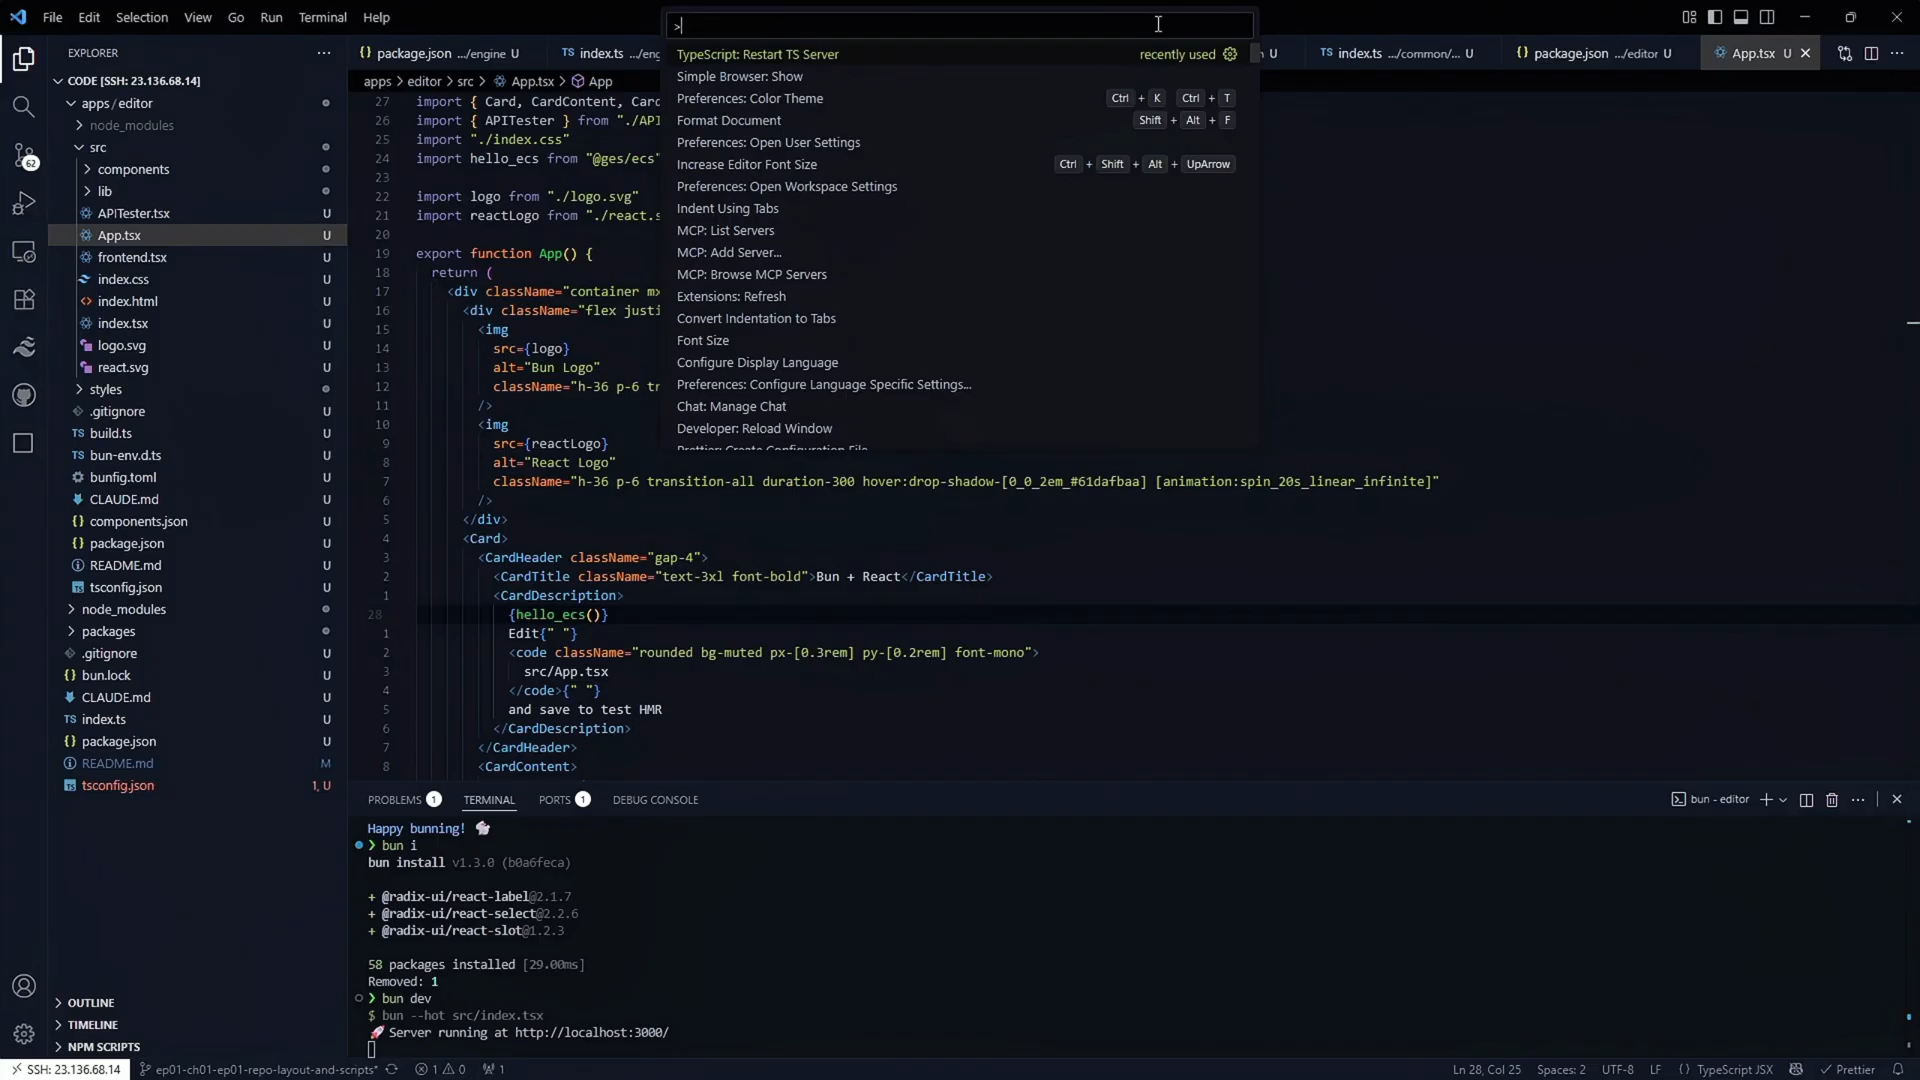 File Edit Selection View Go Run Terminal Help
>
TypeScript: Restart TS Server recently used
Simple Browser: Show
Preferences: Color Theme Ctrl + K Ctrl + T
Format Document Shift + Alt + F
Preferences: Open User Settings
Increase Editor Font Size Ctrl + Shift + Alt + UpArrow
Preferences: Open Workspace Settings
Indent Using Tabs
MCP: List Servers
MCP: Add Server...
MCP: Browse MCP Servers
Extensions: Refresh
Convert Indentation to Tabs
Font Size
Configure Display Language
Preferences: Configure Language Specific Settings...
Chat: Manage Chat
Developer: Reload Window
Prettier: Create Configuration File
EXPLORER
CODE [SSH: 23.136.68.14]
apps / editor
node_modules
src
components
lib
APITester.tsx U
App.tsx U
frontend.tsx U
index.css U
index.html U
index.tsx U
logo.svg U
react.svg U
styles
.gitignore U
build.ts U
bun-env.d.ts U
bunfig.toml U
CLAUDE.md U
components.json U
package.json U
README.md U
tsconfig.json U
node_modules
packages
.gitignore U
bun.lock U
CLAUDE.md U
index.ts U
package.json U
README.md M
tsconfig.json 1, U
OUTLINE
TIMELINE
NPM SCRIPTS
62
package.json .../engine U
index.ts .../eng
U
index.ts .../common/... U
package.json .../editor U
App.tsx U
apps > editor > src > App.tsx > App
27 import { Card, CardContent, Card
26 import { APITester } from "./API
25 import "./index.css"
24 import hello_ecs from "@ges/ecs"
23
22 import logo from "./logo.svg"
21 import reactLogo from "./react.s
20
19 export function App() {
18 return (
17 <div className="container mx
16 <div className="flex justi
15 <img
14 src={logo}
13 alt="Bun Logo"
12 className="h-36 p-6 tr
11 />
10 <img
9 src={reactLogo}
8 alt="React Logo"
7 className="h-36 p-6 transition-all duration-300 hover:drop-shadow-[0_0_2em_#61dafbaa] [animation:spin_20s_linear_infinite]"
6 />
5 </div>
4 <Card>
3 <CardHeader className="gap-4">
2 <CardTitle className="text-3xl font-bold">Bun + React</CardTitle>
1 <CardDescription>
28 {hello_ecs()}
1 Edit{" "}
2 <code className="rounded bg-muted px-[0.3rem] py-[0.2rem] font-mono">
3 src/App.tsx
4 </code>{" "}
5 and save to test HMR
6 </CardDescription>
7 </CardHeader>
8 <CardContent>
PROBLEMS 1 TERMINAL PORTS 1 DEBUG CONSOLE
bun - editor
Happy bunning! 🐇
❯ bun i
bun install v1.3.0 (b0a6feca)
+ @radix-ui/react-label@2.1.7
+ @radix-ui/react-select@2.2.6
+ @radix-ui/react-slot@1.2.3
58 packages installed [29.00ms]
Removed: 1
❯ bun dev
$ bun --hot src/index.tsx
🚀 Server running at http://localhost:3000/
SSH: 23.136.68.14 ep01-ch01-ep01-repo-layout-and-scripts* 1 0 1
Ln 28, Col 25 Spaces: 2 UTF-8 LF {} TypeScript JSX Prettier